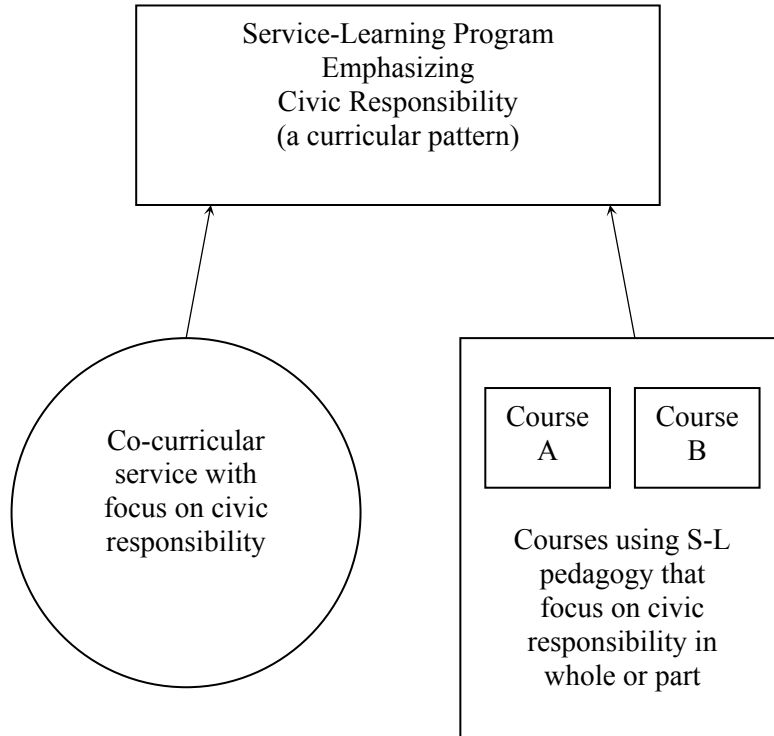 Service-Learning Program
Emphasizing
Civic Responsibility
(a curricular pattern)
Co-curricular
service with
focus on civic
responsibility
Course
A
Course
B
Courses using S-L
pedagogy that
focus on civic
responsibility in
whole or part